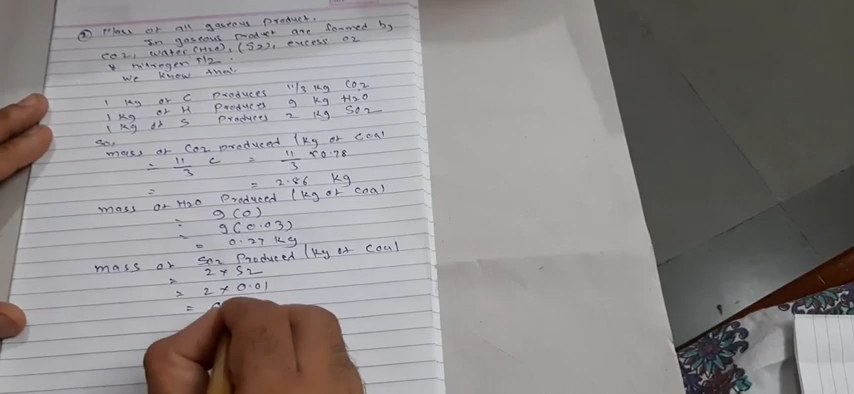 ② Mass of all gaseous product.
In gaseous product are formed by
CO2, water (H2O), (S2), excess O2
& nitrogen
we know that.
1 kg of C produces 11/3 kg CO2
1 kg of H produces 9 kg H2O
1 kg of S produces 2 kg SO2
So,
mass of CO2 produced /kg of coal
= 11/3 C = 11/3 × 0.78
= = 2.86 kg
mass of H2O produced /kg of coal
= 9(0)
= 9(0.03)
= 0.27 kg
mass of SO2 produced /kg of coal
= 2 × S2
= 2 × 0.01
=